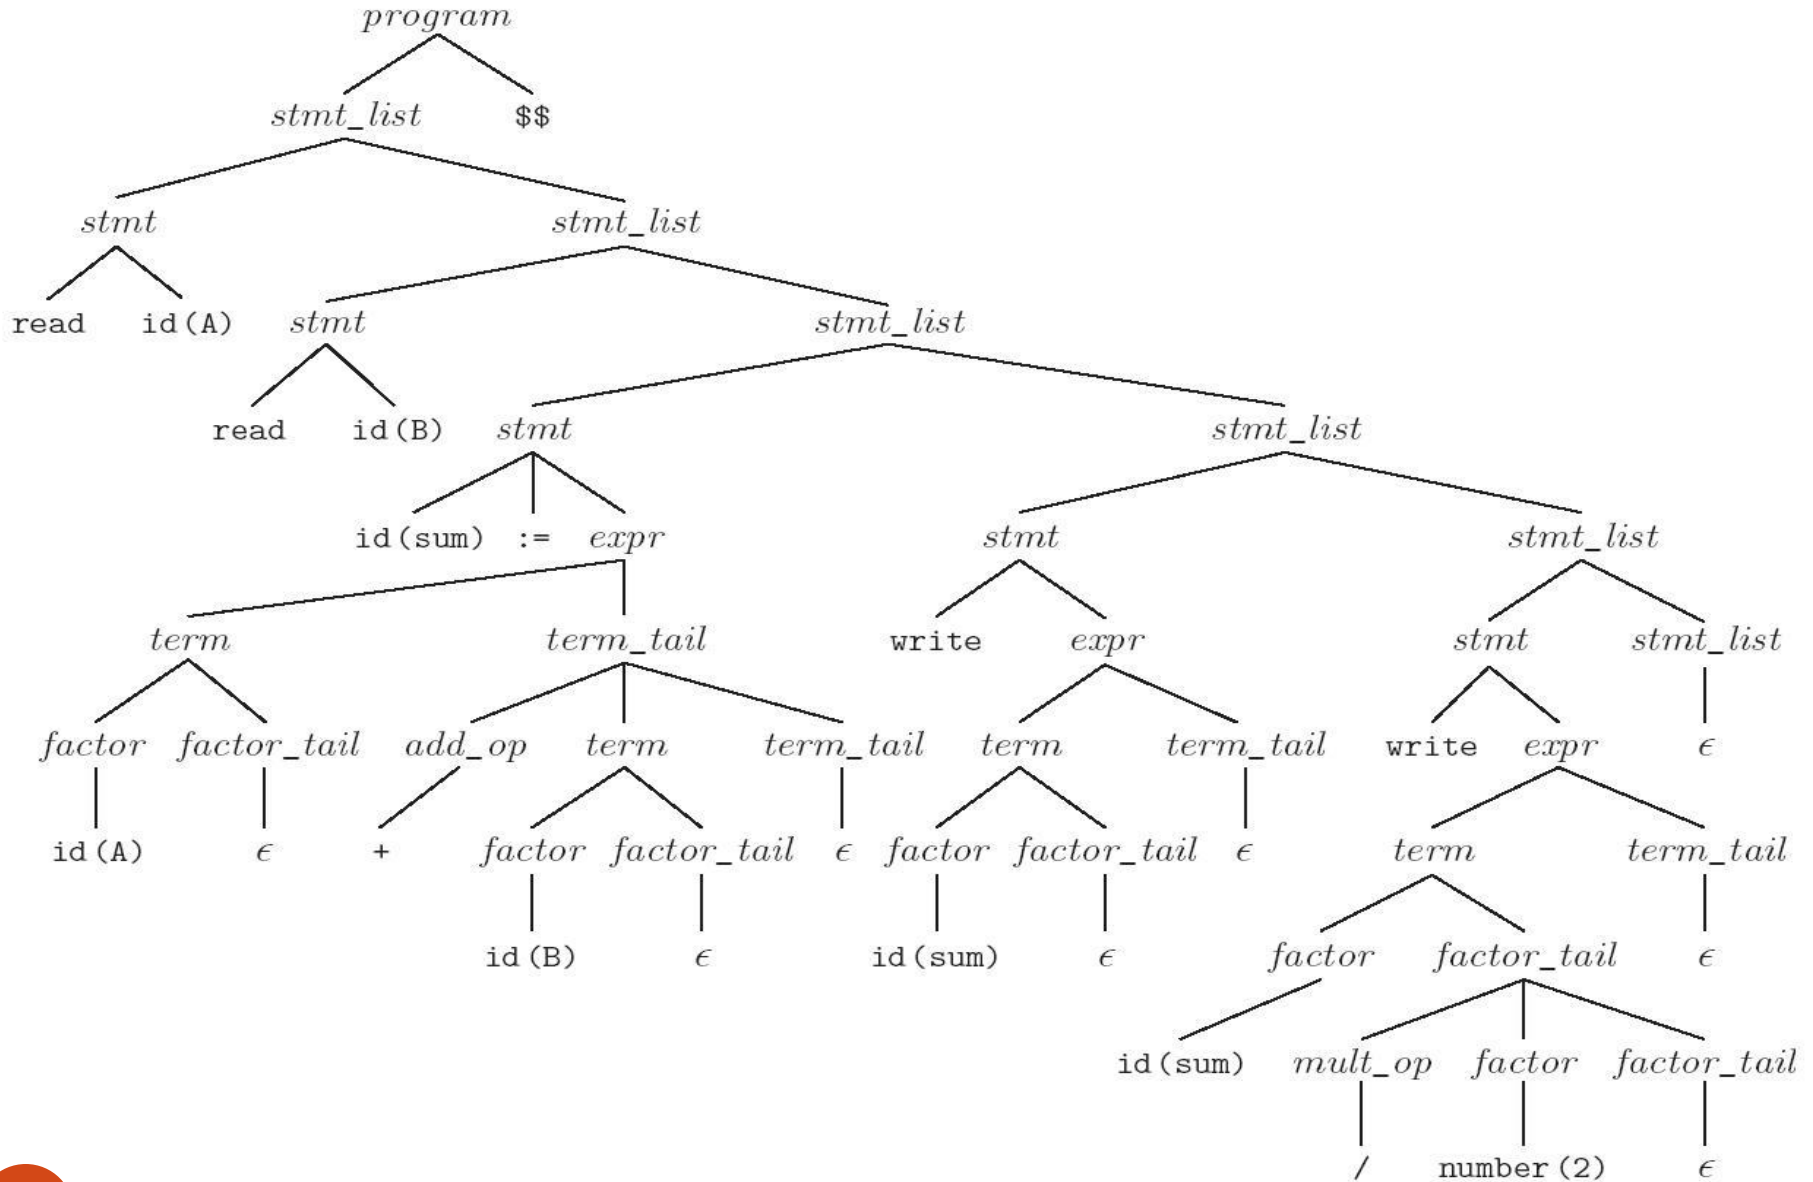 program
stmt_list $$
stmt stmt_list
read id(A) stmt stmt_list
read id(B) stmt stmt_list
id(sum) := expr stmt stmt_list
term term_tail write expr stmt stmt_list
factor factor_tail add_op term term_tail term term_tail write expr ϵ
id(A) ϵ + factor factor_tail ϵ factor factor_tail ϵ term term_tail
id(B) ϵ id(sum) ϵ factor factor_tail ϵ
id(sum) mult_op factor factor_tail
/ number(2) ϵ